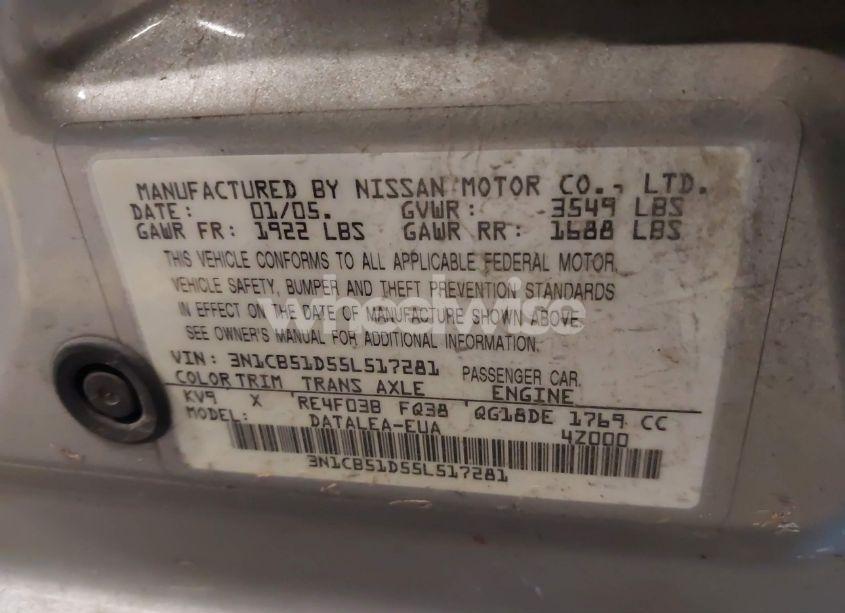 MANUFACTURED BY NISSAN MOTOR CO., LTD.
DATE: 01/05. GVWR: 3549 LBS
GAWR FR: 1922 LBS GAWR RR: 1688 LBS
THIS VEHICLE CONFORMS TO ALL APPLICABLE FEDERAL MOTOR
VEHICLE SAFETY, BUMPER AND THEFT PREVENTION STANDARDS
IN EFFECT ON THE DATE OF MANUFACTURE SHOWN ABOVE.
SEE OWNER'S MANUAL FOR ADDITIONAL INFORMATION.
wheelwise
VIN: 3N1CB51D55L517281 PASSENGER CAR
COLOR TRIM TRANS AXLE ENGINE
KV9 X RE4F03B FQ38 QG18DE 1769 CC
MODEL: DATALEA-EUA 4Z000
3N1CB51D55L517281